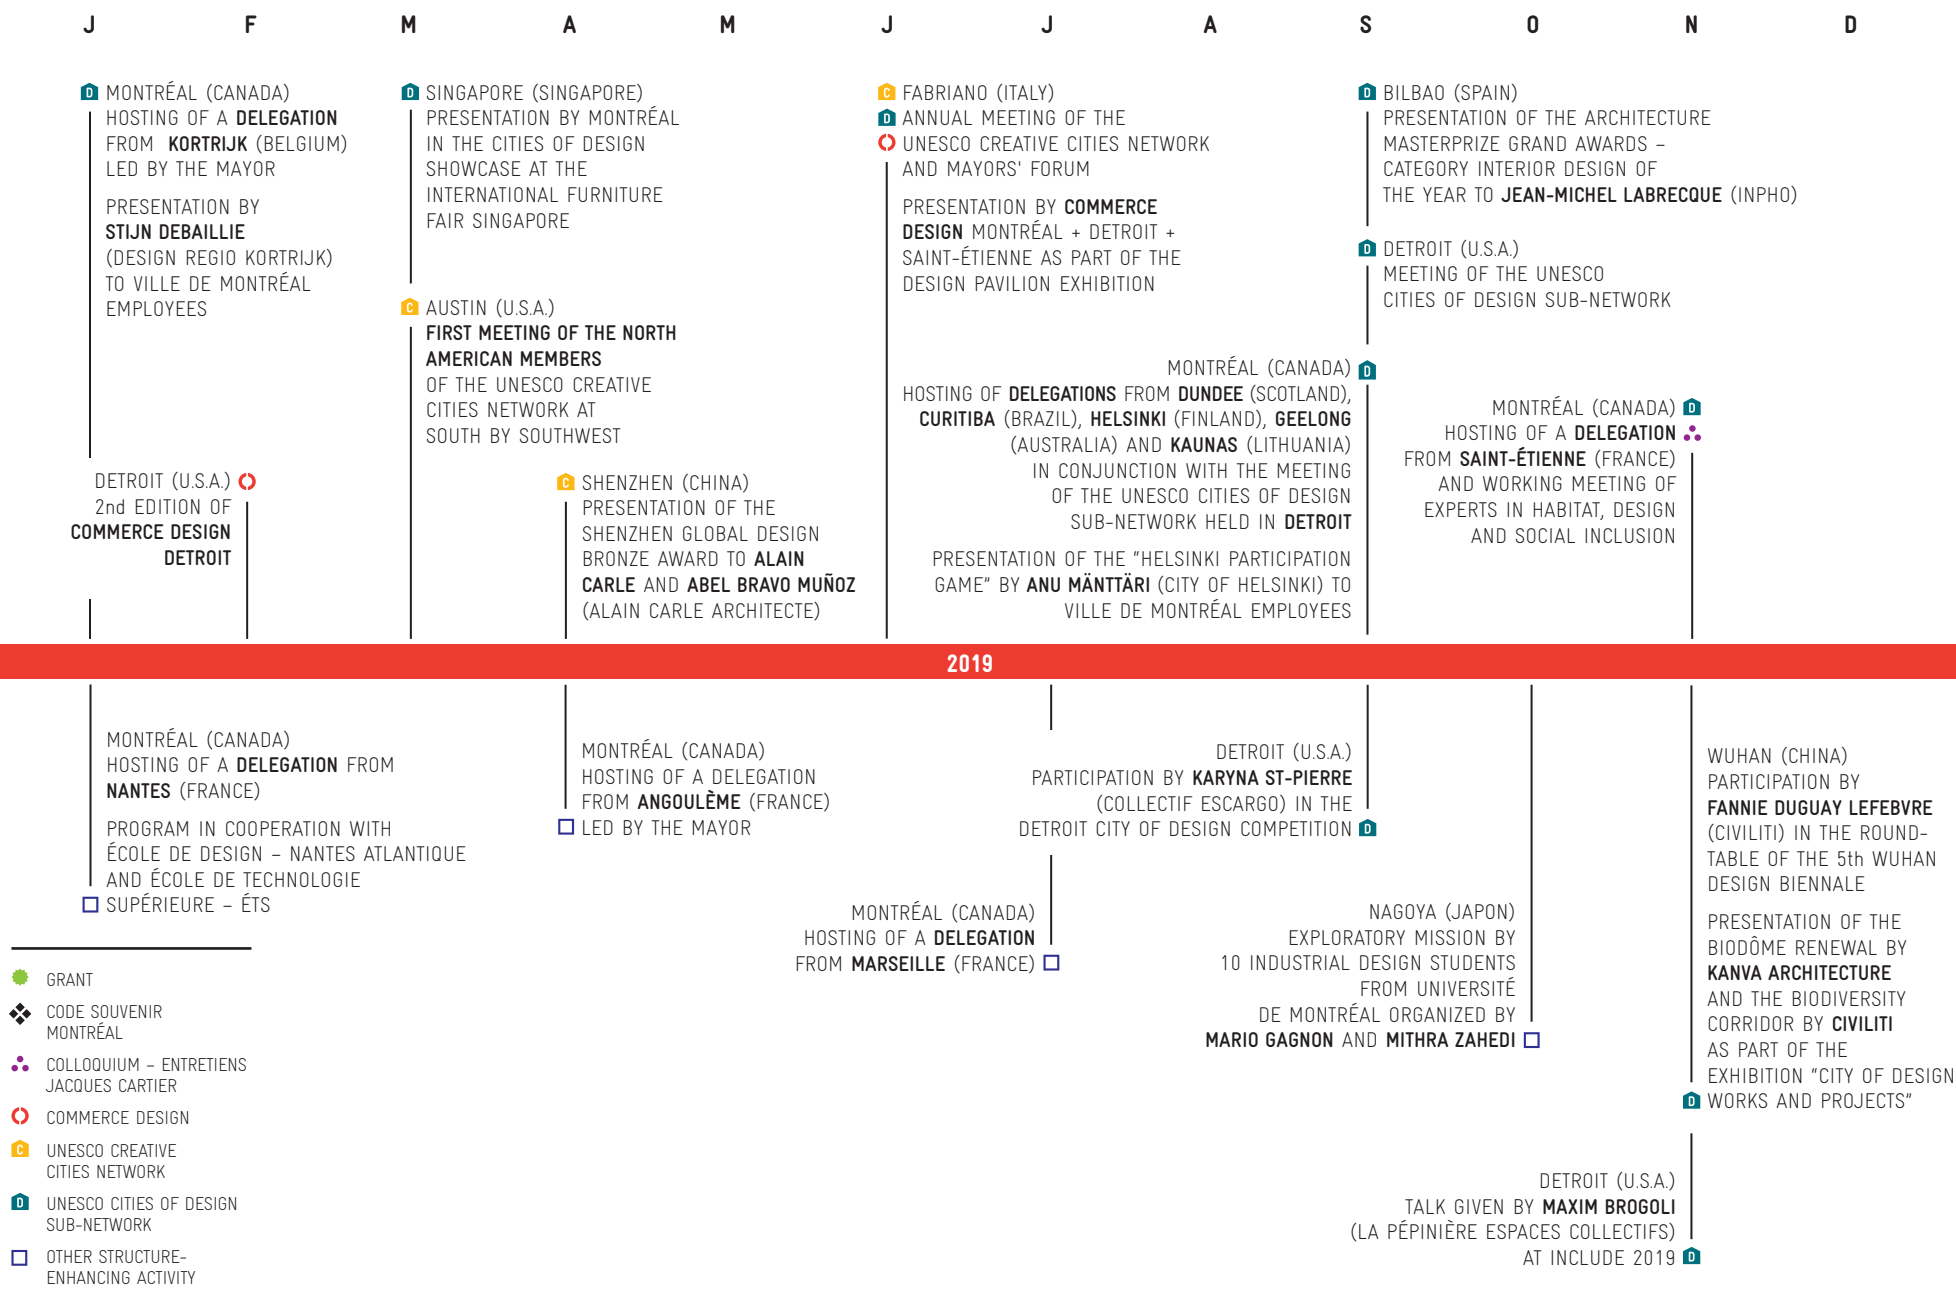 J F M A M J J A S O N D
D MONTRÉAL (CANADA)
HOSTING OF A DELEGATION
FROM KORTRIJK (BELGIUM)
LED BY THE MAYOR
PRESENTATION BY
STIJN DEBAILLIE
(DESIGN REGIO KORTRIJK)
TO VILLE DE MONTRÉAL
EMPLOYEES
DETROIT (U.S.A.)
2nd EDITION OF
COMMERCE DESIGN
DETROIT
D SINGAPORE (SINGAPORE)
PRESENTATION BY MONTRÉAL
IN THE CITIES OF DESIGN
SHOWCASE AT THE
INTERNATIONAL FURNITURE
FAIR SINGAPORE
C AUSTIN (U.S.A.)
FIRST MEETING OF THE NORTH
AMERICAN MEMBERS
OF THE UNESCO CREATIVE
CITIES NETWORK AT
SOUTH BY SOUTHWEST
C SHENZHEN (CHINA)
PRESENTATION OF THE
SHENZHEN GLOBAL DESIGN
BRONZE AWARD TO ALAIN
CARLE AND ABEL BRAVO MUÑOZ
(ALAIN CARLE ARCHITECTE)
C FABRIANO (ITALY)
D ANNUAL MEETING OF THE
UNESCO CREATIVE CITIES NETWORK
AND MAYORS' FORUM
PRESENTATION BY COMMERCE
DESIGN MONTRÉAL + DETROIT +
SAINT-ÉTIENNE AS PART OF THE
DESIGN PAVILION EXHIBITION
D BILBAO (SPAIN)
PRESENTATION OF THE ARCHITECTURE
MASTERPRIZE GRAND AWARDS –
CATEGORY INTERIOR DESIGN OF
THE YEAR TO JEAN-MICHEL LABRECQUE (INPHO)
D DETROIT (U.S.A.)
MEETING OF THE UNESCO
CITIES OF DESIGN SUB-NETWORK
MONTRÉAL (CANADA) D
HOSTING OF DELEGATIONS FROM DUNDEE (SCOTLAND),
CURITIBA (BRAZIL), HELSINKI (FINLAND), GEELONG
(AUSTRALIA) AND KAUNAS (LITHUANIA)
IN CONJUNCTION WITH THE MEETING
OF THE UNESCO CITIES OF DESIGN
SUB-NETWORK HELD IN DETROIT
PRESENTATION OF THE "HELSINKI PARTICIPATION
GAME" BY ANU MÄNTTÄRI (CITY OF HELSINKI) TO
VILLE DE MONTRÉAL EMPLOYEES
MONTRÉAL (CANADA) D
HOSTING OF A DELEGATION
FROM SAINT-ÉTIENNE (FRANCE)
AND WORKING MEETING OF
EXPERTS IN HABITAT, DESIGN
AND SOCIAL INCLUSION
2019
MONTRÉAL (CANADA)
HOSTING OF A DELEGATION FROM
NANTES (FRANCE)
PROGRAM IN COOPERATION WITH
ÉCOLE DE DESIGN – NANTES ATLANTIQUE
AND ÉCOLE DE TECHNOLOGIE
SUPÉRIEURE – ÉTS
MONTRÉAL (CANADA)
HOSTING OF A DELEGATION
FROM ANGOULÈME (FRANCE)
LED BY THE MAYOR
MONTRÉAL (CANADA)
HOSTING OF A DELEGATION
FROM MARSEILLE (FRANCE)
DETROIT (U.S.A.)
PARTICIPATION BY KARYNA ST-PIERRE
(COLLECTIF ESCARGO) IN THE
DETROIT CITY OF DESIGN COMPETITION D
NAGOYA (JAPON)
EXPLORATORY MISSION BY
10 INDUSTRIAL DESIGN STUDENTS
FROM UNIVERSITÉ
DE MONTRÉAL ORGANIZED BY
MARIO GAGNON AND MITHRA ZAHEDI
WUHAN (CHINA)
PARTICIPATION BY
FANNIE DUGUAY LEFEBVRE
(CIVILITI) IN THE ROUND-
TABLE OF THE 5th WUHAN
DESIGN BIENNALE
PRESENTATION OF THE
BIODÔME RENEWAL BY
KANVA ARCHITECTURE
AND THE BIODIVERSITY
CORRIDOR BY CIVILITI
AS PART OF THE
EXHIBITION "CITY OF DESIGN
D WORKS AND PROJECTS"
DETROIT (U.S.A.)
TALK GIVEN BY MAXIM BROGOLI
(LA PÉPINIÈRE ESPACES COLLECTIFS)
AT INCLUDE 2019 D
GRANT
CODE SOUVENIR
MONTRÉAL
COLLOQUIUM – ENTRETIENS
JACQUES CARTIER
COMMERCE DESIGN
C UNESCO CREATIVE
CITIES NETWORK
D UNESCO CITIES OF DESIGN
SUB-NETWORK
OTHER STRUCTURE-
ENHANCING ACTIVITY